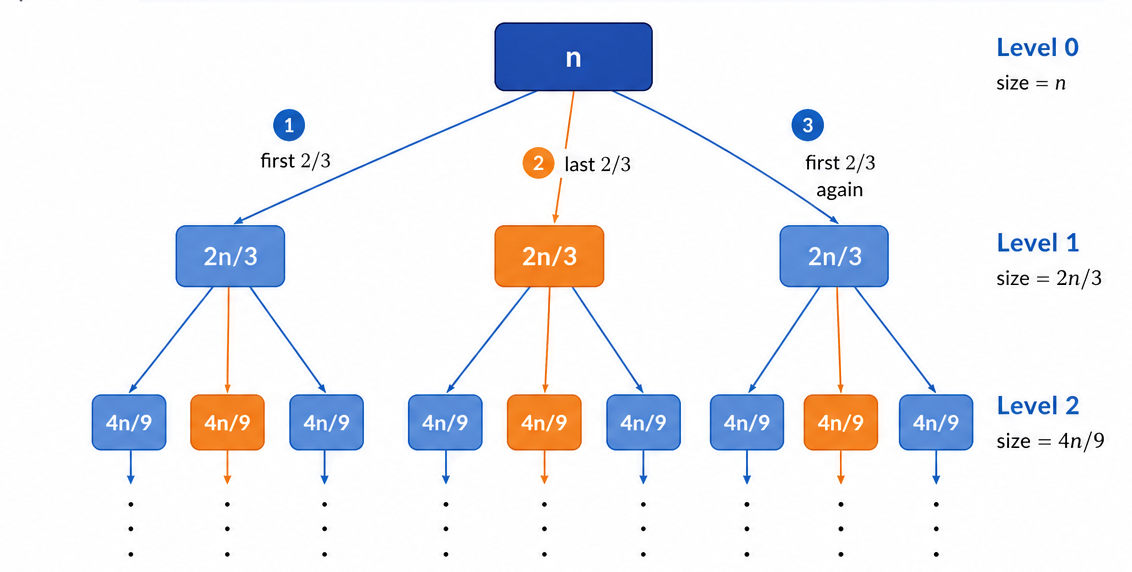 n
Level 0
size = n
1
first 2/3
2
last 2/3
3
first 2/3
again
2n/3
2n/3
2n/3
Level 1
size = 2n/3
4n/9
4n/9
4n/9
4n/9
4n/9
4n/9
4n/9
4n/9
4n/9
Level 2
size = 4n/9